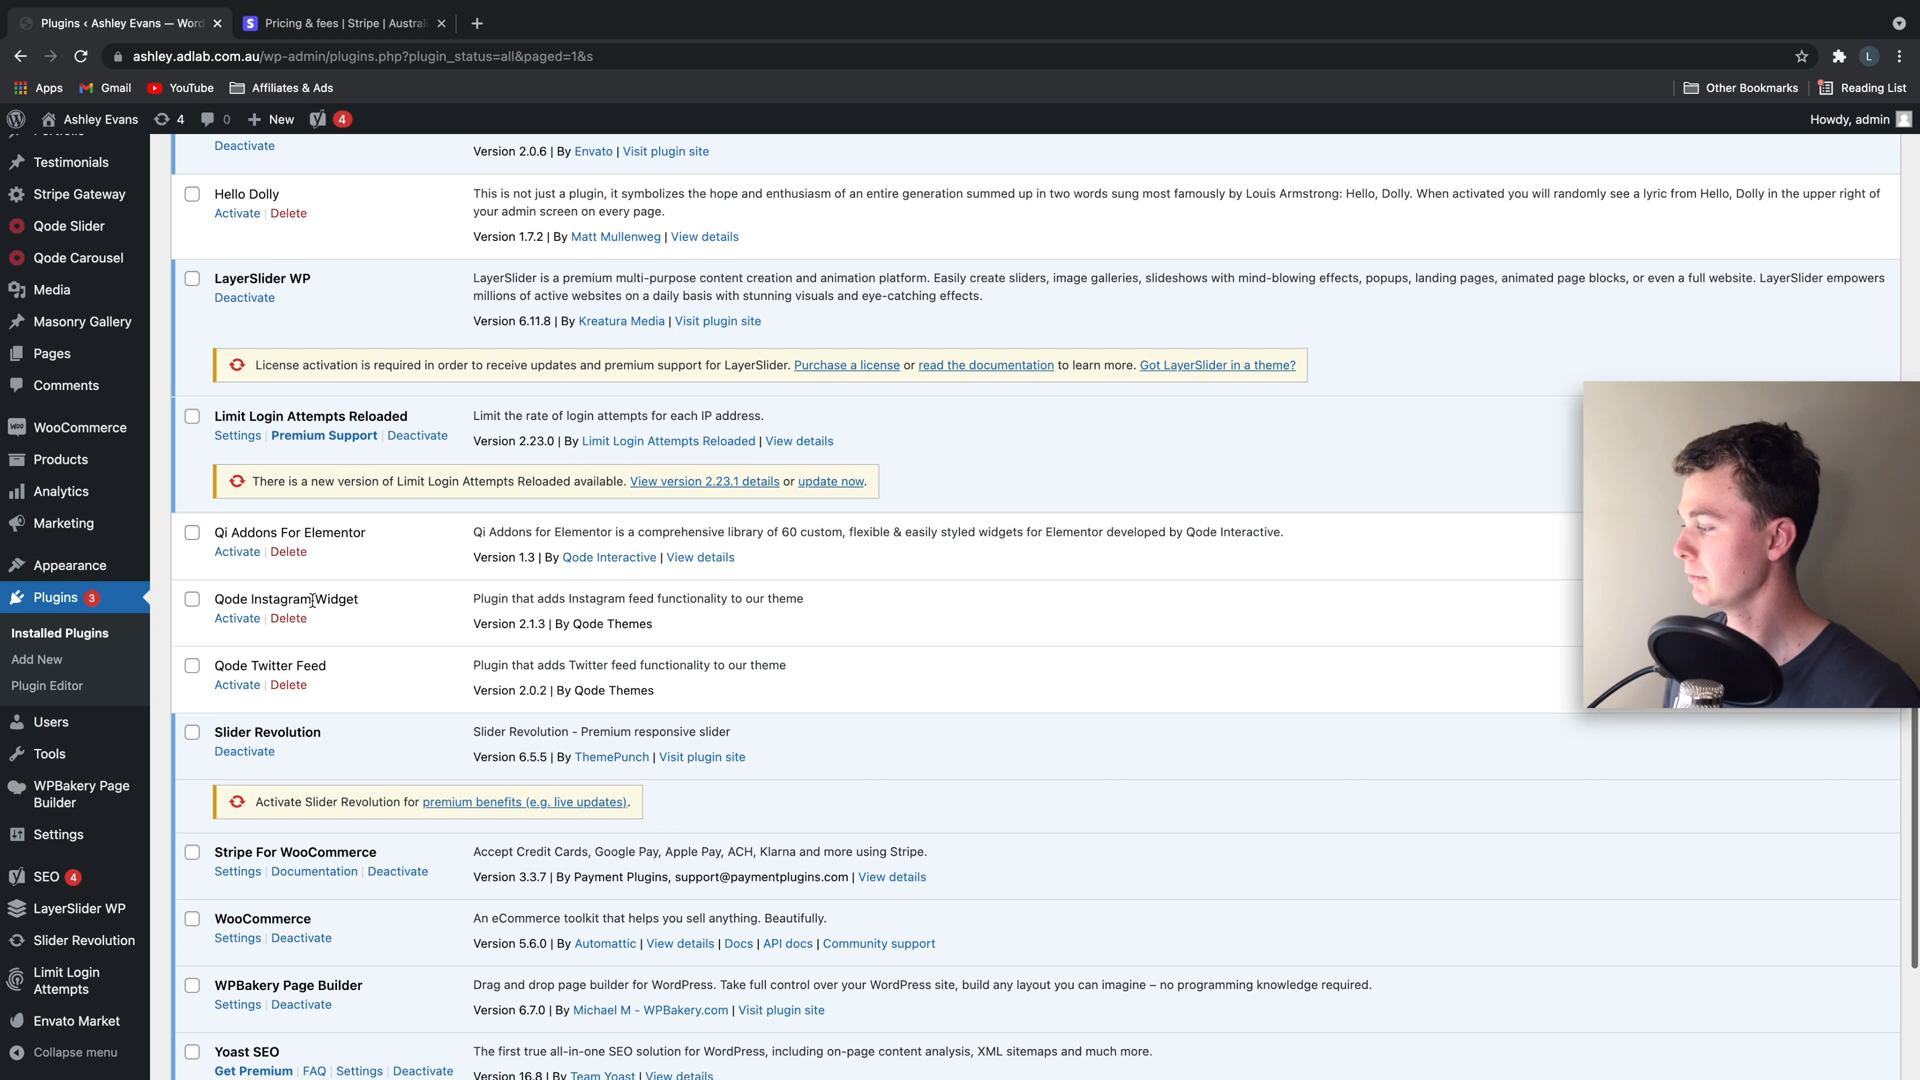 Plugins ‹ Ashley Evans — Word
Pricing & fees | Stripe | Austral
ashley.adlab.com.au/wp-admin/plugins.php?plugin_status=all&paged=1&s
Apps
Gmail
YouTube
Affiliates & Ads
Other Bookmarks
Reading List
Ashley Evans
4
0
New
4
Howdy, admin
Testimonials
Stripe Gateway
Qode Slider
Qode Carousel
Media
Masonry Gallery
Pages
Comments
WooCommerce
Products
Analytics
Marketing
Appearance
Plugins 3
Installed Plugins
Add New
Plugin Editor
Users
Tools
WPBakery Page
Builder
Settings
SEO 4
LayerSlider WP
Slider Revolution
Limit Login
Attempts
Envato Market
Collapse menu
Deactivate
Version 2.0.6 | By Envato | Visit plugin site
Hello Dolly
Activate | Delete
This is not just a plugin, it symbolizes the hope and enthusiasm of an entire generation summed up in two words sung most famously by Louis Armstrong: Hello, Dolly. When activated you will randomly see a lyric from Hello, Dolly in the upper right of
your admin screen on every page.
Version 1.7.2 | By Matt Mullenweg | View details
LayerSlider WP
Deactivate
LayerSlider is a premium multi-purpose content creation and animation platform. Easily create sliders, image galleries, slideshows with mind-blowing effects, popups, landing pages, animated page blocks, or even a full website. LayerSlider empowers
millions of active websites on a daily basis with stunning visuals and eye-catching effects.
Version 6.11.8 | By Kreatura Media | Visit plugin site
License activation is required in order to receive updates and premium support for LayerSlider. Purchase a license or read the documentation to learn more. Got LayerSlider in a theme?
Limit Login Attempts Reloaded
Settings | Premium Support | Deactivate
Limit the rate of login attempts for each IP address.
Version 2.23.0 | By Limit Login Attempts Reloaded | View details
There is a new version of Limit Login Attempts Reloaded available. View version 2.23.1 details or update now.
Qi Addons For Elementor
Activate | Delete
Qi Addons for Elementor is a comprehensive library of 60 custom, flexible & easily styled widgets for Elementor developed by Qode Interactive.
Version 1.3 | By Qode Interactive | View details
Qode Instagram Widget
Activate | Delete
Plugin that adds Instagram feed functionality to our theme
Version 2.1.3 | By Qode Themes
Qode Twitter Feed
Activate | Delete
Plugin that adds Twitter feed functionality to our theme
Version 2.0.2 | By Qode Themes
Slider Revolution
Deactivate
Slider Revolution - Premium responsive slider
Version 6.5.5 | By ThemePunch | Visit plugin site
Activate Slider Revolution for premium benefits (e.g. live updates).
Stripe For WooCommerce
Settings | Documentation | Deactivate
Accept Credit Cards, Google Pay, Apple Pay, ACH, Klarna and more using Stripe.
Version 3.3.7 | By Payment Plugins, support@paymentplugins.com | View details
WooCommerce
Settings | Deactivate
An eCommerce toolkit that helps you sell anything. Beautifully.
Version 5.6.0 | By Automattic | View details | Docs | API docs | Community support
WPBakery Page Builder
Settings | Deactivate
Drag and drop page builder for WordPress. Take full control over your WordPress site, build any layout you can imagine – no programming knowledge required.
Version 6.7.0 | By Michael M - WPBakery.com | Visit plugin site
Yoast SEO
Get Premium | FAQ | Settings | Deactivate
The first true all-in-one SEO solution for WordPress, including on-page content analysis, XML sitemaps and much more.
Version 16.8 | By Team Yoast | View details